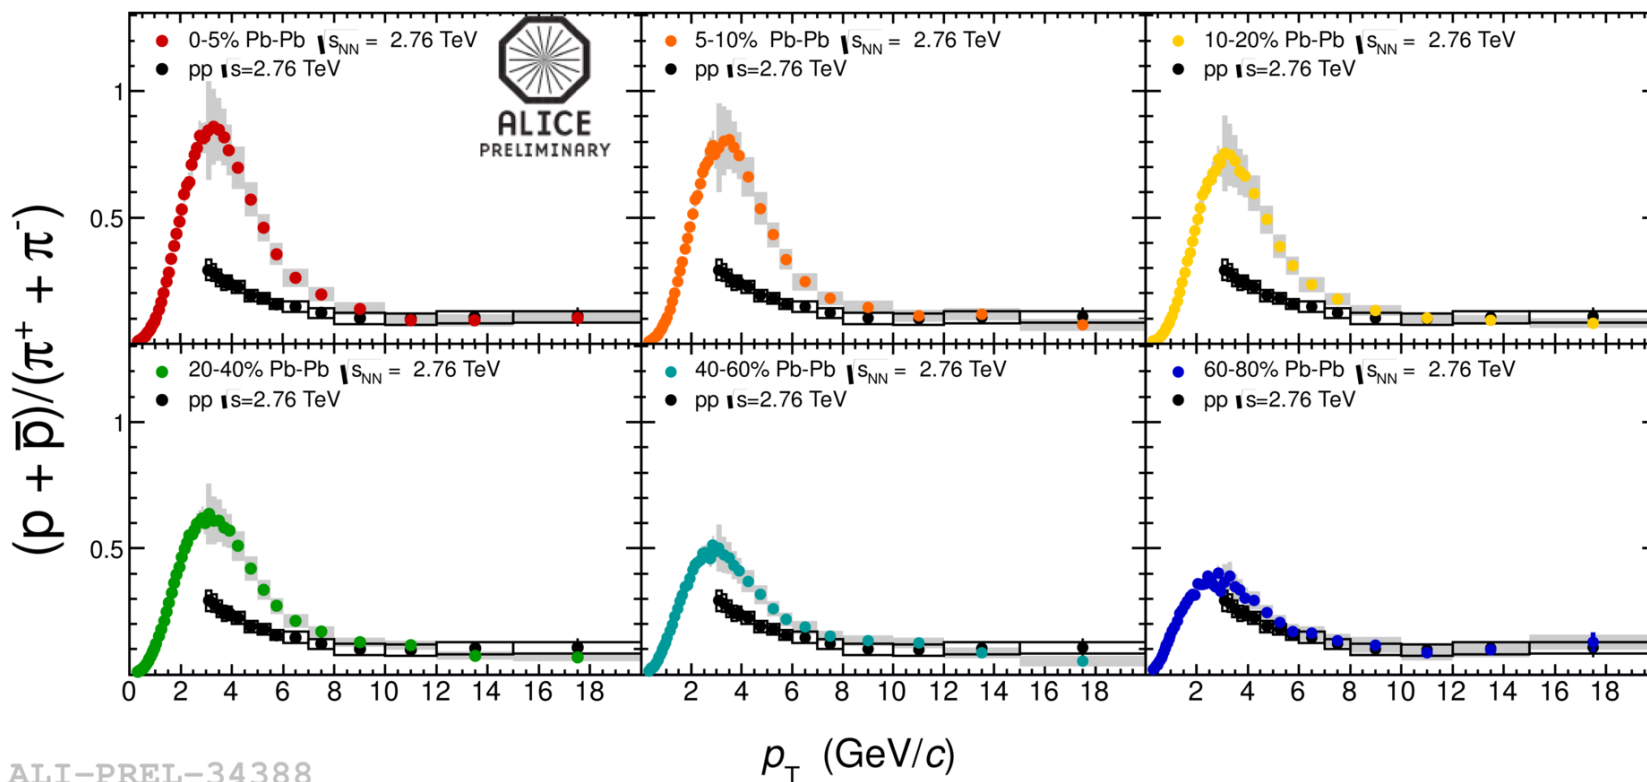 0-5% Pb-Pb √sNN = 2.76 TeV
pp √s=2.76 TeV
ALICE
PRELIMINARY
5-10% Pb-Pb √sNN = 2.76 TeV
pp √s=2.76 TeV
10-20% Pb-Pb √sNN = 2.76 TeV
pp √s=2.76 TeV
1
0.5
(p + p̅)/(π⁺ + π⁻)
20-40% Pb-Pb √sNN = 2.76 TeV
pp √s=2.76 TeV
40-60% Pb-Pb √sNN = 2.76 TeV
pp √s=2.76 TeV
60-80% Pb-Pb √sNN = 2.76 TeV
pp √s=2.76 TeV
1
0.5
0 2 4 6 8 10 12 14 16 18
2 4 6 8 10 12 14 16 18
2 4 6 8 10 12 14 16 18
pT (GeV/c)
ALI-PREL-34388